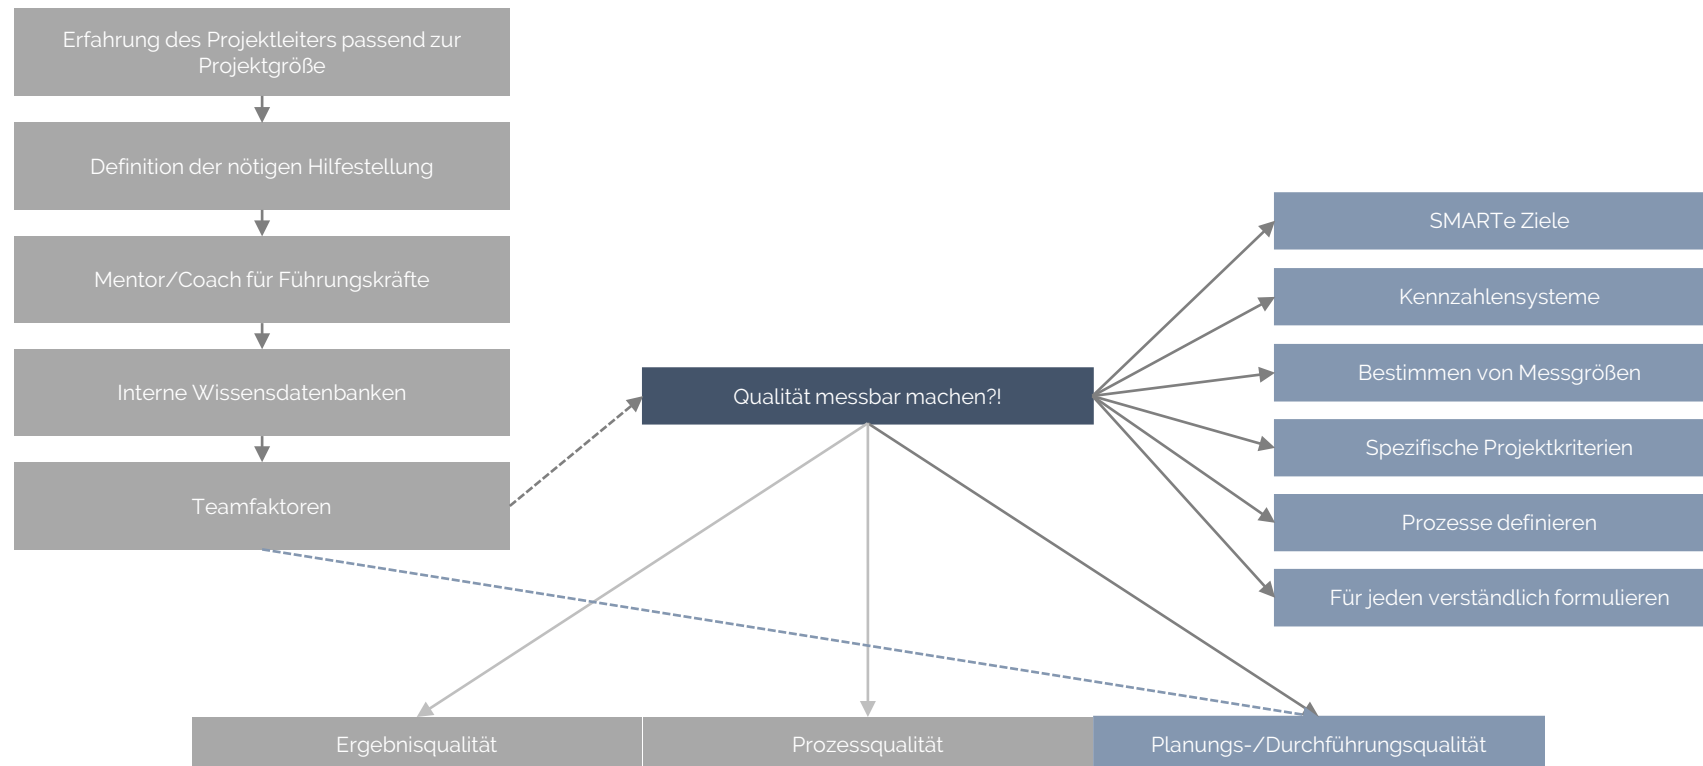 Erfahrung des Projektleiters passend zur
Projektgröße
Definition der nötigen Hilfestellung
Mentor/Coach für Führungskräfte
Interne Wissensdatenbanken
Teamfaktoren
Qualität messbar machen?!
SMARTe Ziele
Kennzahlensysteme
Bestimmen von Messgrößen
Spezifische Projektkriterien
Prozesse definieren
Für jeden verständlich formulieren
Ergebnisqualität
Prozessqualität
Planungs-/Durchführungsqualität